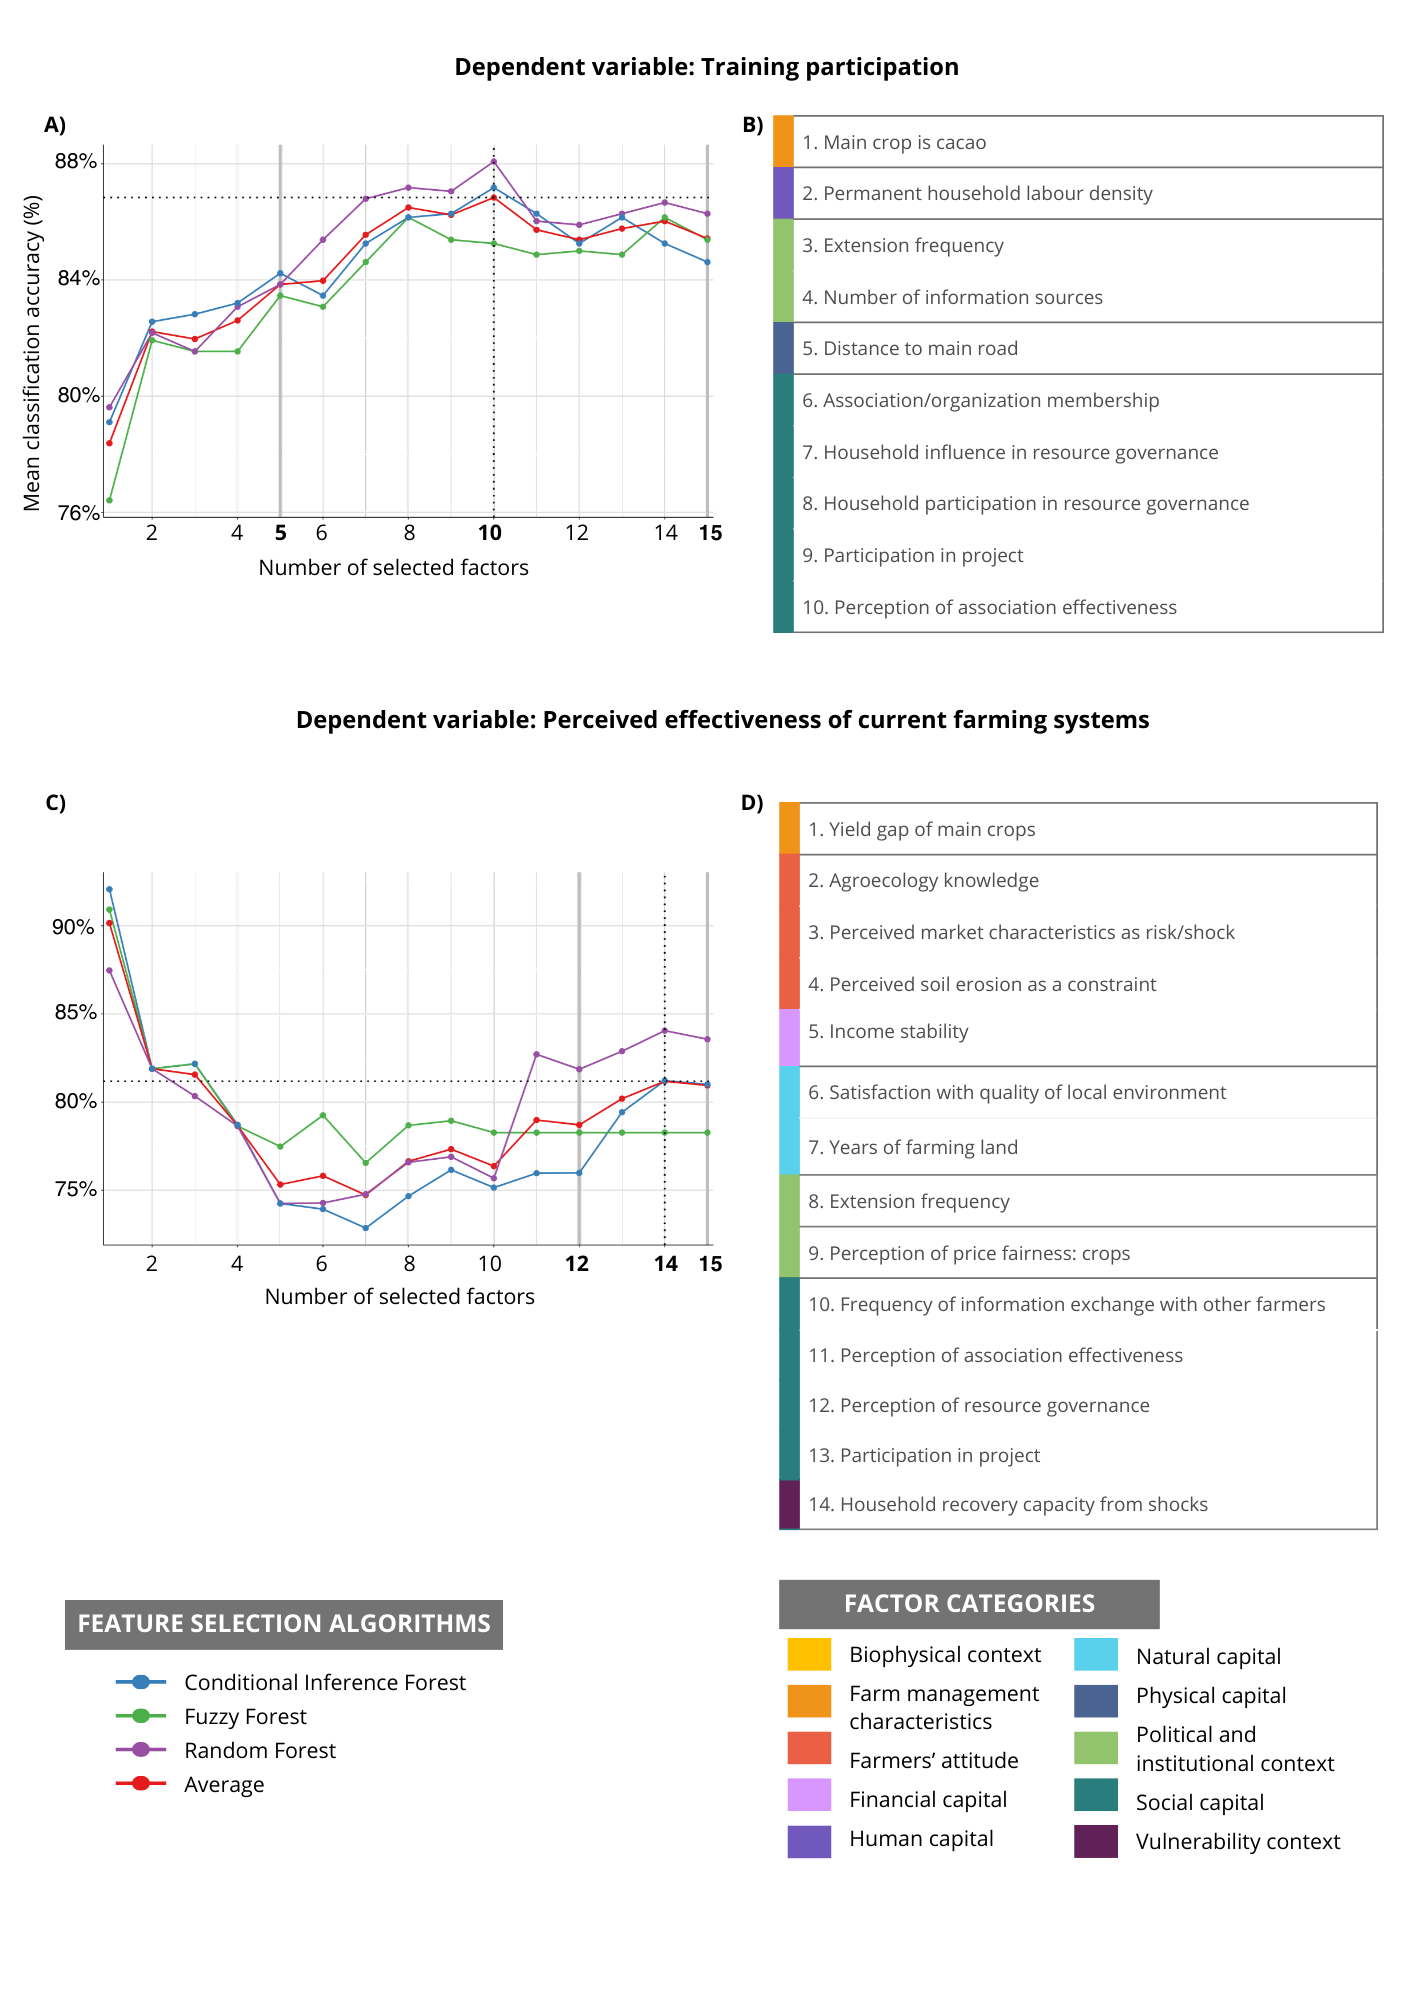 Dependent variable: Training participation
A)
88%
84%
80%
76%
Mean classification accuracy (%)
2
4
5
6
8
10
12
14
15
Number of selected factors
B)
1. Main crop is cacao
2. Permanent household labour density
3. Extension frequency
4. Number of information sources
5. Distance to main road
6. Association/organization membership
7. Household influence in resource governance
8. Household participation in resource governance
9. Participation in project
10. Perception of association effectiveness
Dependent variable: Perceived effectiveness of current farming systems
C)
90%
85%
80%
75%
2
4
6
8
10
12
14
15
Number of selected factors
D)
1. Yield gap of main crops
2. Agroecology knowledge
3. Perceived market characteristics as risk/shock
4. Perceived soil erosion as a constraint
5. Income stability
6. Satisfaction with quality of local environment
7. Years of farming land
8. Extension frequency
9. Perception of price fairness: crops
10. Frequency of information exchange with other farmers
11. Perception of association effectiveness
12. Perception of resource governance
13. Participation in project
14. Household recovery capacity from shocks
FEATURE SELECTION ALGORITHMS
Conditional Inference Forest
Fuzzy Forest
Random Forest
Average
FACTOR CATEGORIES
Biophysical context
Farm management
characteristics
Farmers’ attitude
Financial capital
Human capital
Natural capital
Physical capital
Political and
institutional context
Social capital
Vulnerability context